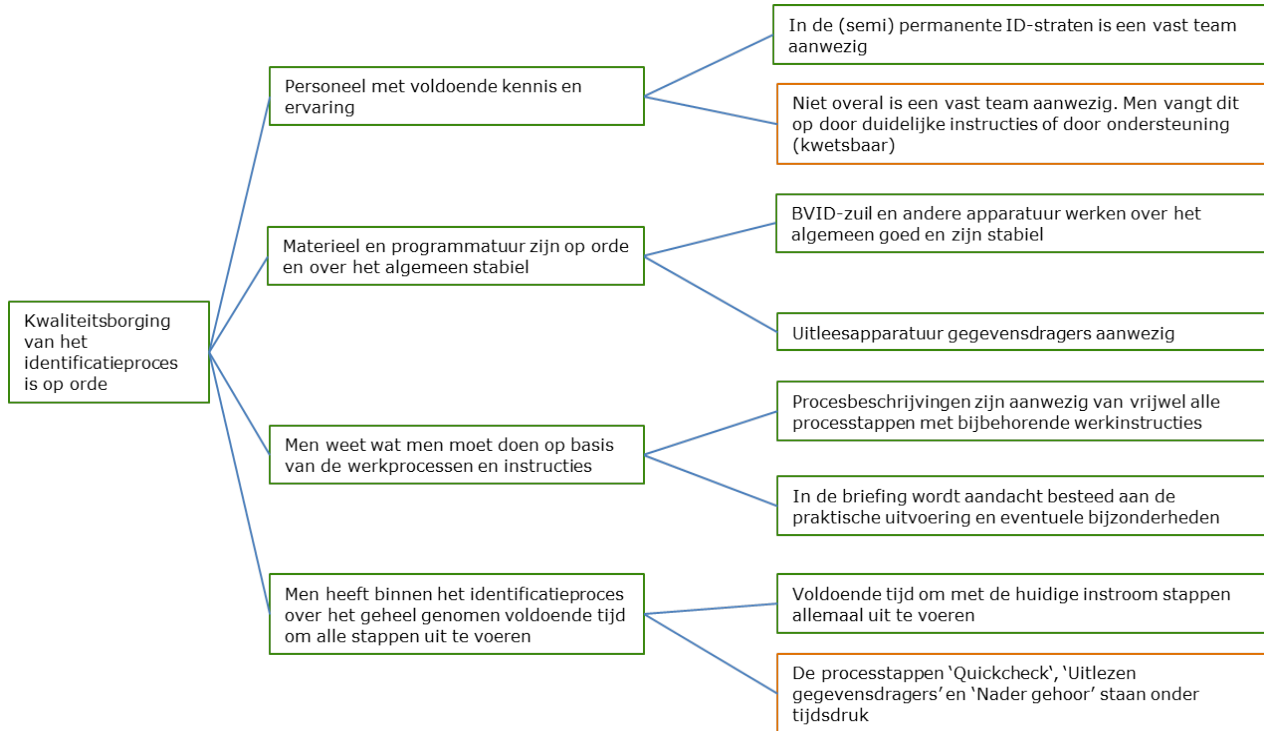 Kwaliteitsborging
van het
identificatieproces
is op orde
Personeel met voldoende kennis en
ervaring
In de (semi) permanente ID-straten is een vast team
aanwezig
Niet overal is een vast team aanwezig. Men vangt dit
op door duidelijke instructies of door ondersteuning
(kwetsbaar)
Materieel en programmatuur zijn op orde
en over het algemeen stabiel
BVID-zuil en andere apparatuur werken over het
algemeen goed en zijn stabiel
Uitleesapparatuur gegevensdragers aanwezig
Men weet wat men moet doen op basis
van de werkprocessen en instructies
Procesbeschrijvingen zijn aanwezig van vrijwel alle
processtappen met bijbehorende werkinstructies
In de briefing wordt aandacht besteed aan de
praktische uitvoering en eventuele bijzonderheden
Men heeft binnen het identificatieproces
over het geheel genomen voldoende tijd
om alle stappen uit te voeren
Voldoende tijd om met de huidige instroom stappen
allemaal uit te voeren
De processtappen ‘Quickcheck‘, ‘Uitlezen
gegevensdragers’ en ‘Nader gehoor’ staan onder
tijdsdruk